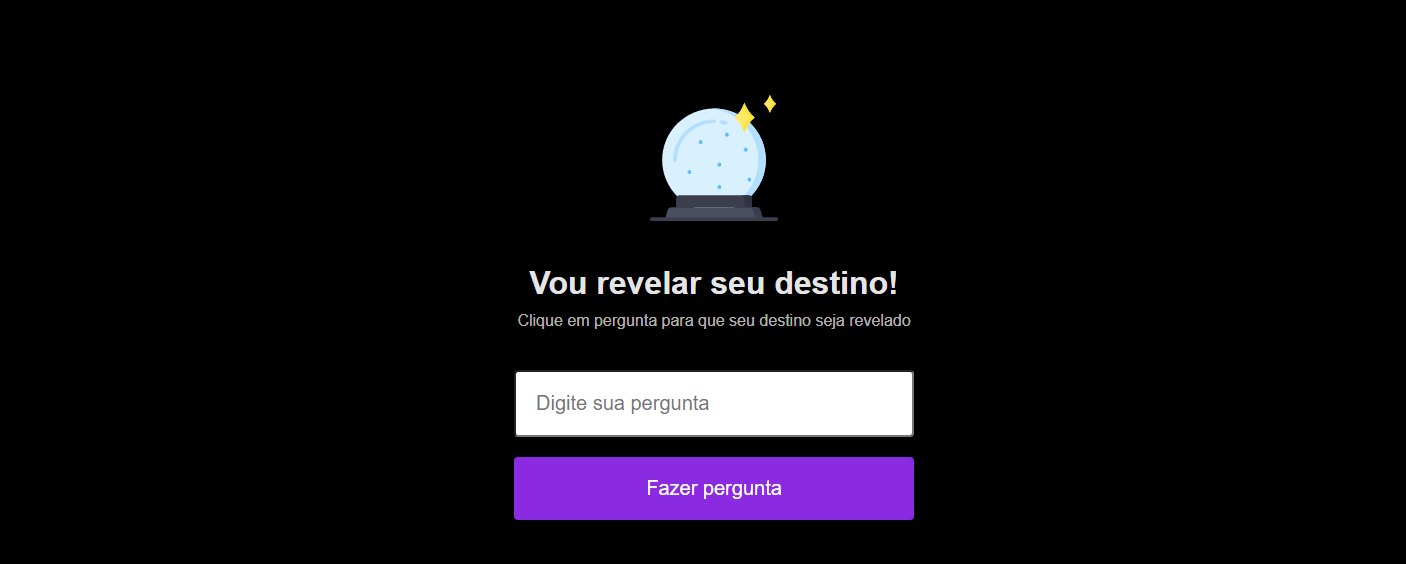 Vou revelar seu destino!
Clique em pergunta para que seu destino seja revelado
Digite sua pergunta
Fazer pergunta